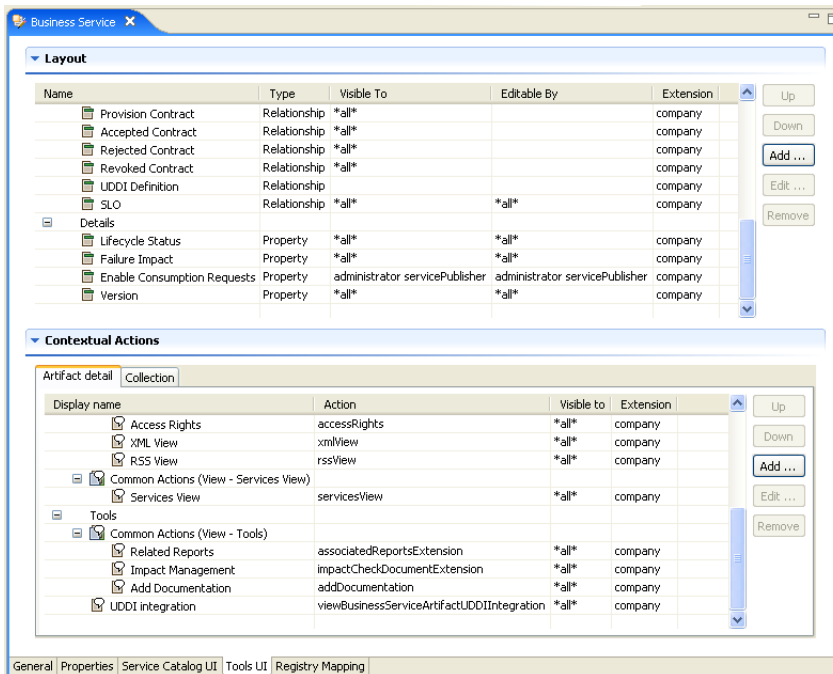 Business Service
Layout
Name Type Visible To Editable By Extension
Provision Contract Relationship *all* company
Accepted Contract Relationship *all* company
Rejected Contract Relationship *all* company
Revoked Contract Relationship *all* company
UDDI Definition Relationship company
SLO Relationship *all* *all* company
Details
Lifecycle Status Property *all* *all* company
Failure Impact Property *all* *all* company
Enable Consumption Requests Property administrator servicePublisher administrator servicePublisher company
Version Property *all* *all* company
Up
Down
Add ...
Edit ...
Remove
Contextual Actions
Artifact detail Collection
Display name Action Visible to Extension
Access Rights accessRights *all* company
XML View xmlView *all* company
RSS View rssView *all* company
Common Actions (View - Services View)
Services View servicesView *all* company
Tools
Common Actions (View - Tools)
Related Reports associatedReportsExtension *all* company
Impact Management impactCheckDocumentExtension *all* company
Add Documentation addDocumentation *all* company
UDDI integration viewBusinessServiceArtifactUDDIIntegration *all* company
Up
Down
Add ...
Edit ...
Remove
General Properties Service Catalog UI Tools UI Registry Mapping